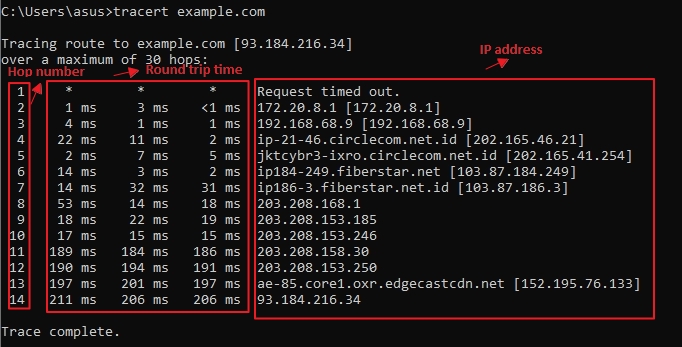 C:\Users\asus>tracert example.com
Tracing route to example.com [93.184.216.34]
over a maximum of 30 hops:
Hop number
Round trip time
IP address
1 * * * Request timed out.
2 1 ms 3 ms <1 ms 172.20.8.1 [172.20.8.1]
3 4 ms 1 ms 1 ms 192.168.68.9 [192.168.68.9]
4 22 ms 11 ms 2 ms ip-21-46.circlecom.net.id [202.165.46.21]
5 2 ms 7 ms 5 ms jktcybr3-ixro.circlecom.net.id [202.165.41.254]
6 14 ms 3 ms 2 ms ip184-249.fiberstar.net [103.87.184.249]
7 14 ms 32 ms 31 ms ip186-3.fiberstar.net.id [103.87.186.3]
8 53 ms 14 ms 18 ms 203.208.168.1
9 18 ms 22 ms 19 ms 203.208.153.185
10 17 ms 15 ms 15 ms 203.208.153.246
11 189 ms 184 ms 186 ms 203.208.158.30
12 190 ms 194 ms 191 ms 203.208.153.250
13 197 ms 201 ms 197 ms ae-85.core1.oxr.edgecastcdn.net [152.195.76.133]
14 211 ms 206 ms 206 ms 93.184.216.34
Trace complete.